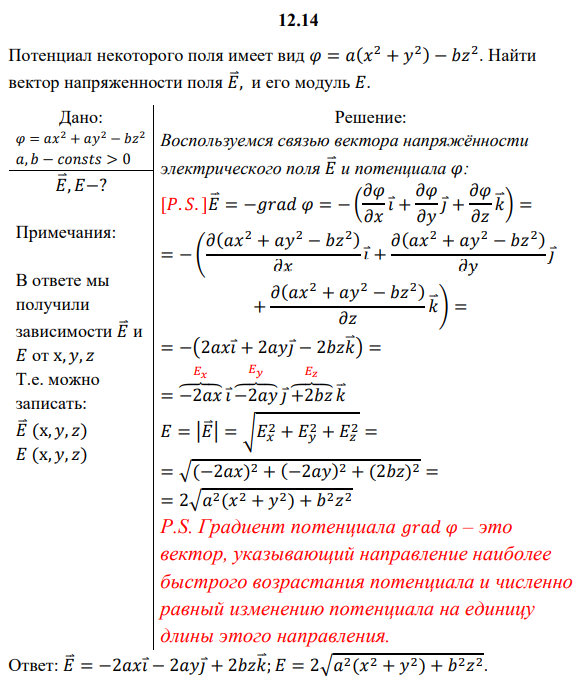 12.14
Потенциал некоторого поля имеет вид φ = a(x² + y²) − bz². Найти
вектор напряженности поля E⃗, и его модуль E.
Дано:
φ = ax² + ay² − bz²
a, b − consts > 0
E⃗, E−?
Примечания:
В ответе мы
получили
зависимости E⃗ и
E от x, y, z
Т.е. можно
записать:
E⃗ (x, y, z)
E (x, y, z)
Решение:
Воспользуемся связью вектора напряжённости
электрического поля E⃗ и потенциала φ:
[P.S.]E⃗ = −grad φ = −(∂φ/∂x i⃗ + ∂φ/∂y j⃗ + ∂φ/∂z k⃗) =
= −(∂(ax² + ay² − bz²)/∂x i⃗ + ∂(ax² + ay² − bz²)/∂y j⃗
+ ∂(ax² + ay² − bz²)/∂z k⃗) =
= −(2axi⃗ + 2ayj⃗ − 2bzk⃗) =
Eₓ E_y E_z
= −2ax i⃗ −2ay j⃗ +2bz k⃗
E = |E⃗| = √(Eₓ² + E_y² + E_z²) =
= √((−2ax)² + (−2ay)² + (2bz)²) =
= 2√(a²(x² + y²) + b²z²)
P.S. Градиент потенциала grad φ – это
вектор, указывающий направление наиболее
быстрого возрастания потенциала и численно
равный изменению потенциала на единицу
длины этого направления.
Ответ: E⃗ = −2axi⃗ − 2ayj⃗ + 2bzk⃗; E = 2√(a²(x² + y²) + b²z²).